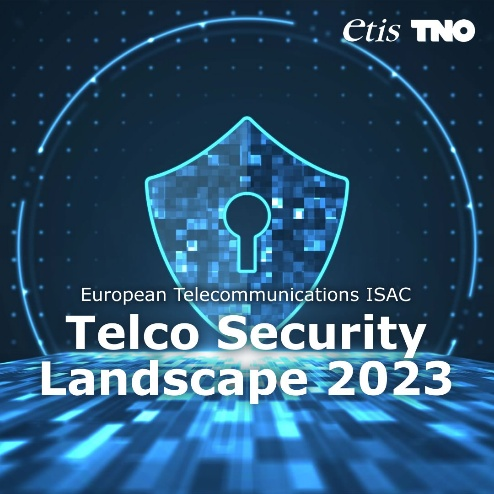 etis TNO
European Telecommunications ISAC
Telco Security
Landscape 2023